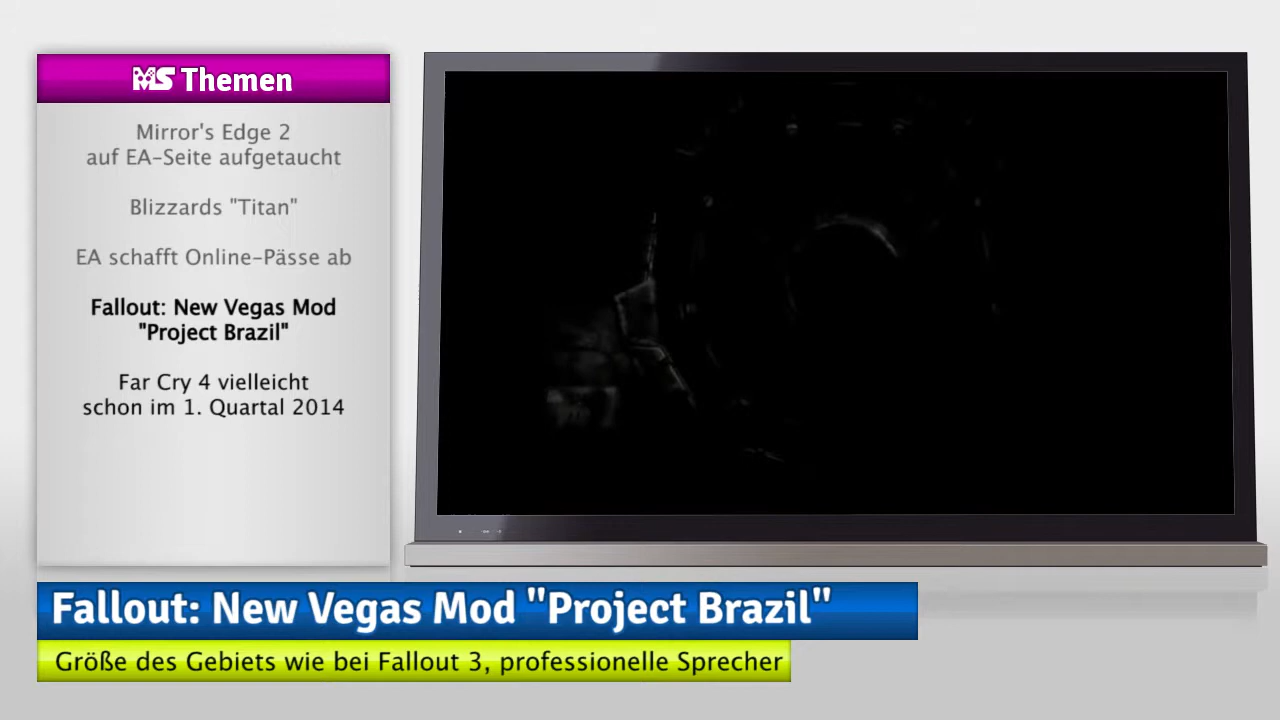 MS Themen
Mirror's Edge 2
auf EA-Seite aufgetaucht
Blizzards "Titan"
EA schafft Online-Pässe ab
Fallout: New Vegas Mod
"Project Brazil"
Far Cry 4 vielleicht
schon im 1. Quartal 2014
Fallout: New Vegas Mod "Project Brazil"
Größe des Gebiets wie bei Fallout 3, professionelle Sprecher